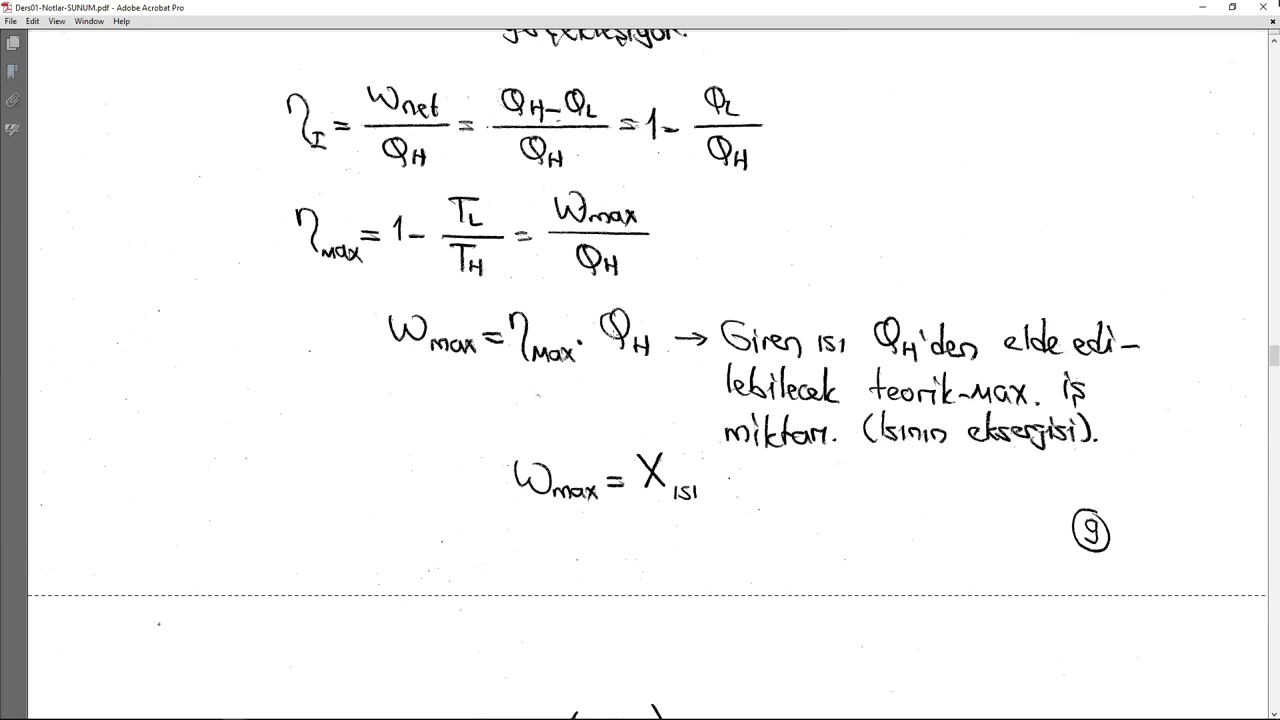 Ders01-Notlar-SUNUM.pdf - Adobe Acrobat Pro
File Edit View Window Help
η_I = W_net / Q_H = (Q_H - Q_L) / Q_H = 1 - Q_L / Q_H
η_max = 1 - T_L / T_H = W_max / Q_H
W_max = η_max . Q_H → Giren ısı Q_H'den elde edi-
lebilecek teorik-max. iş
miktarı. (Isının eksergisi).
W_max = X_ısı
9